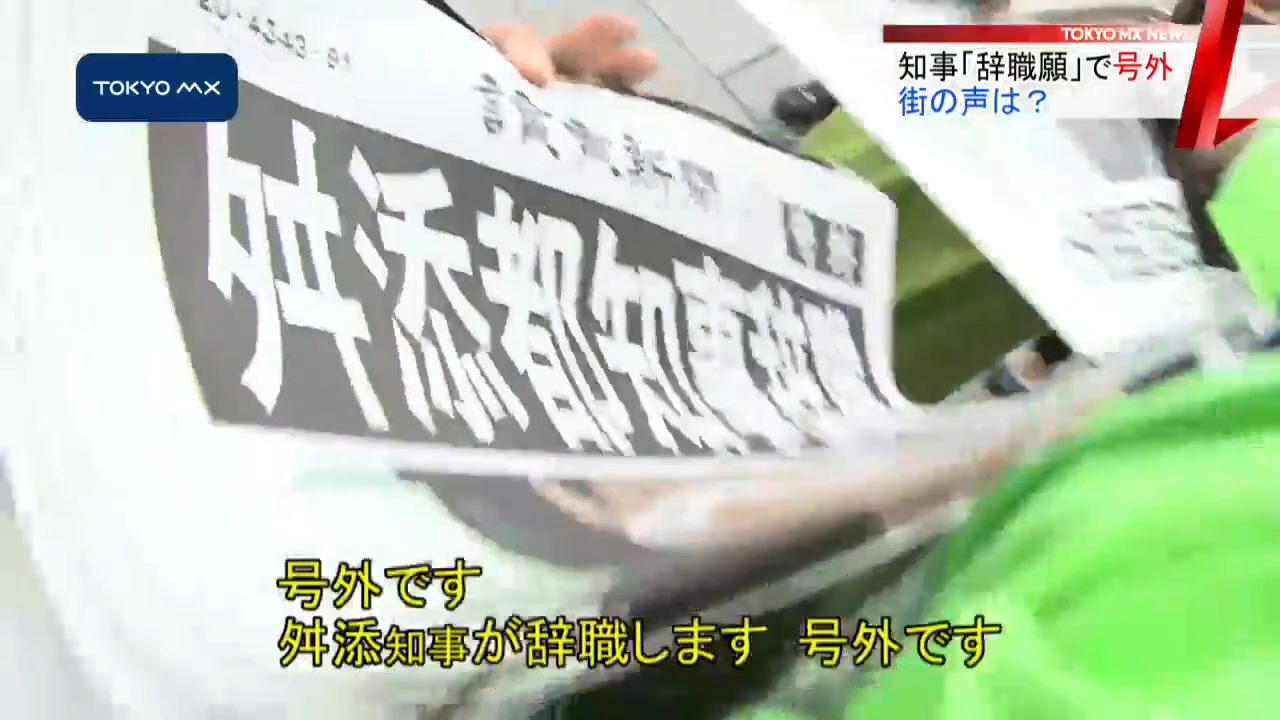 TOKYO MX
TOKYO MX NEWS
知事「辞職願」で号外
街の声は？
読売新聞
号外
舛添都知事辞職
号外です
舛添知事が辞職します 号外です